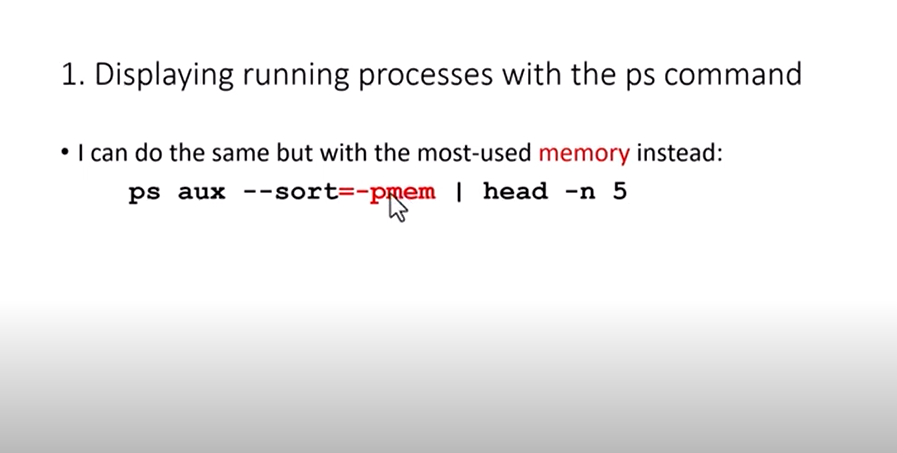 1. Displaying running processes with the ps command
• I can do the same but with the most-used memory instead:
ps aux --sort=-pmem | head -n 5